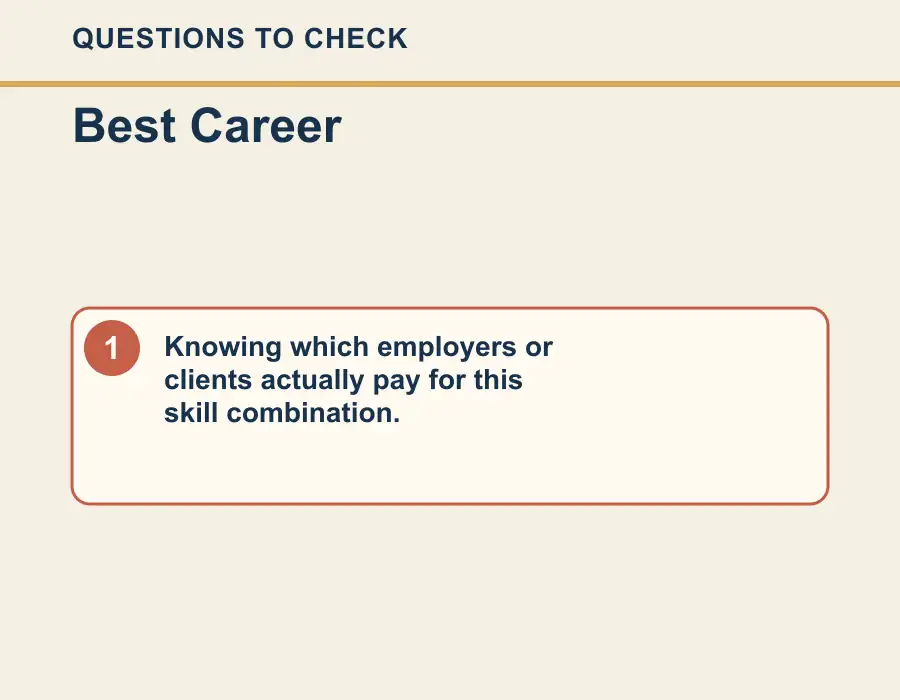 QUESTIONS TO CHECK
Best Career
1
Knowing which employers or
clients actually pay for this
skill combination.